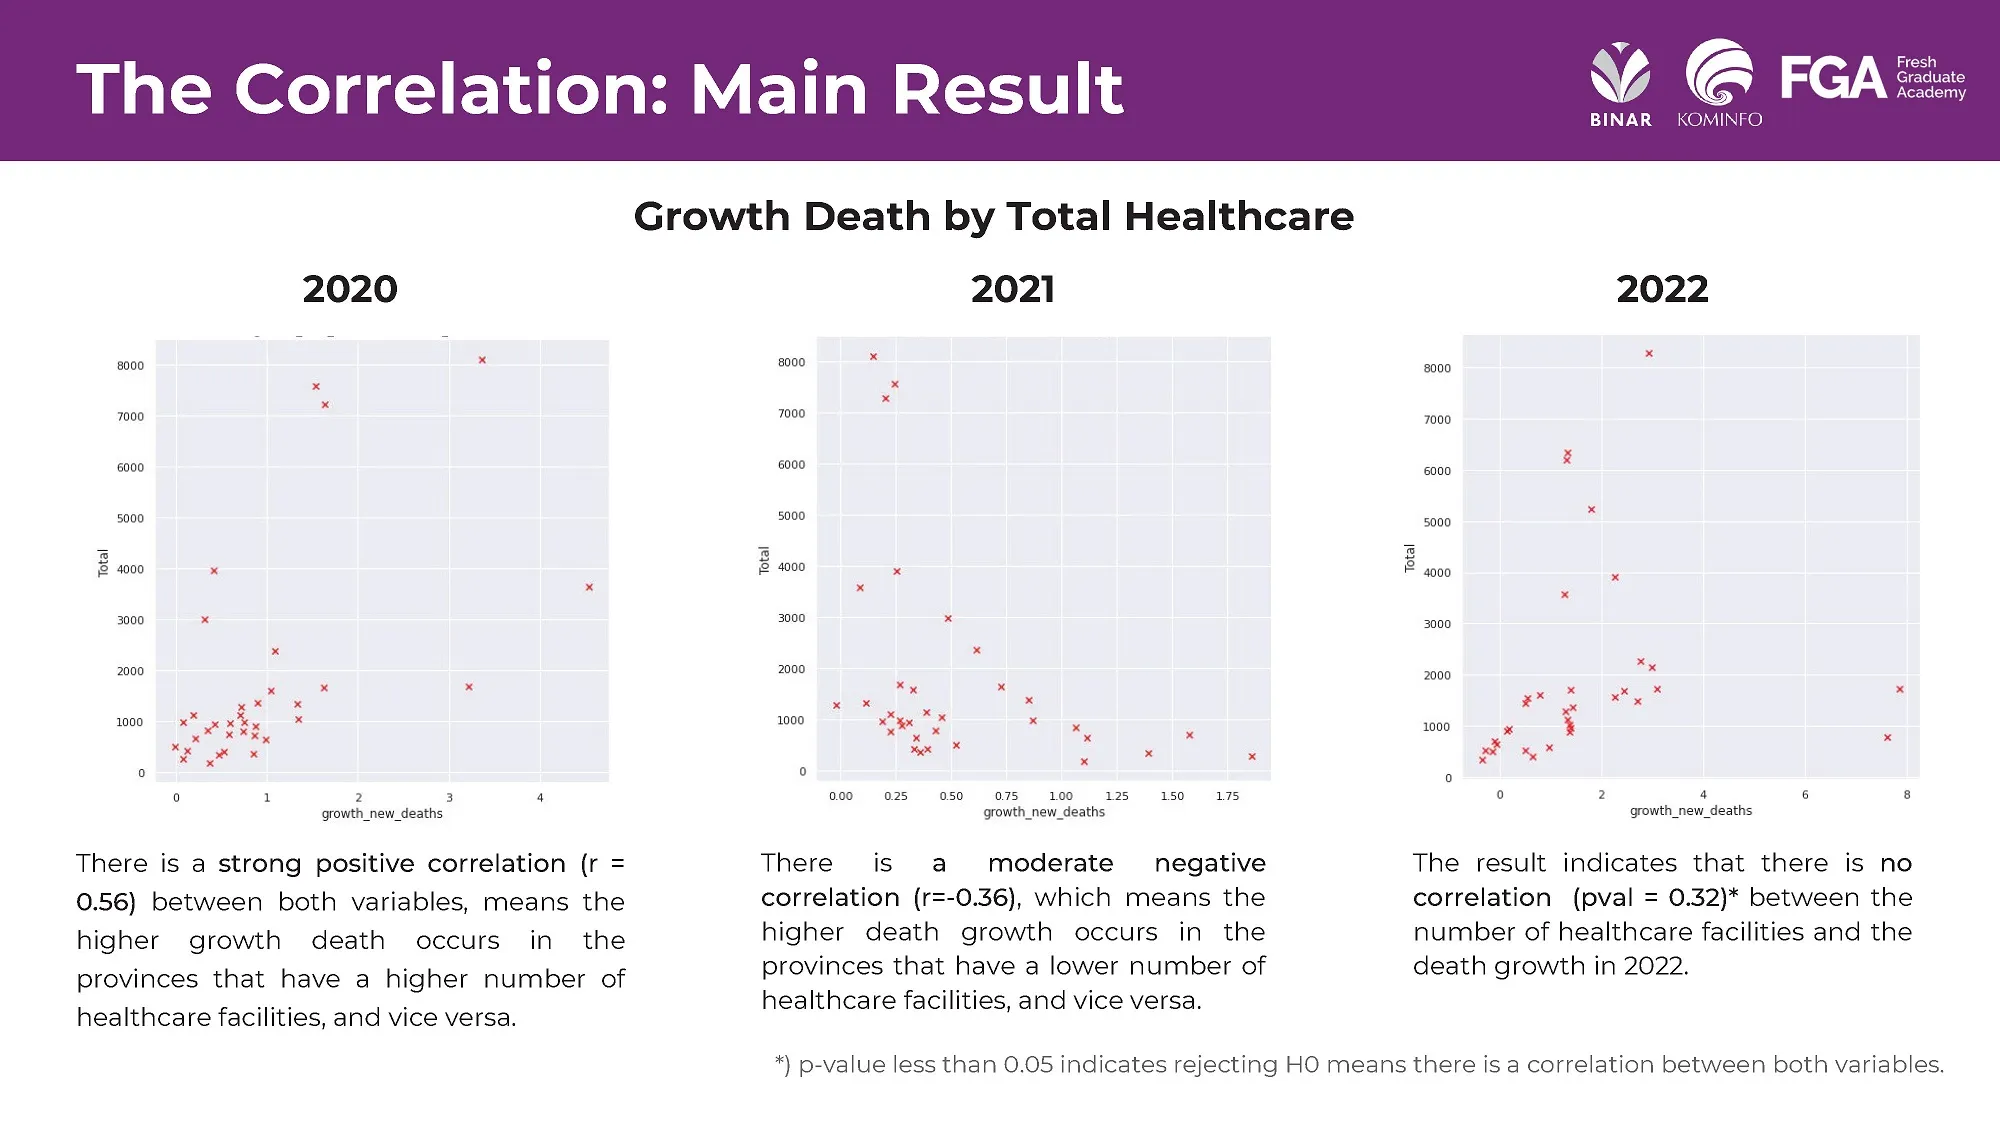 The Correlation: Main Result
BINAR
KOMINFO
FGA
Fresh
Graduate
Academy
Growth Death by Total Healthcare
2020
2021
2022
8000
7000
6000
5000
4000
3000
2000
1000
0
Total
0 1 2 3 4
growth_new_deaths
8000
7000
6000
5000
4000
3000
2000
1000
0
Total
0.00 0.25 0.50 0.75 1.00 1.25 1.50 1.75
growth_new_deaths
8000
7000
6000
5000
4000
3000
2000
1000
0
Total
0 2 4 6 8
growth_new_deaths
There is a strong positive correlation (r =
0.56) between both variables, means the
higher growth death occurs in the
provinces that have a higher number of
healthcare facilities, and vice versa.
There is a moderate negative
correlation (r=-0.36), which means the
higher death growth occurs in the
provinces that have a lower number of
healthcare facilities, and vice versa.
The result indicates that there is no
correlation (pval = 0.32)* between the
number of healthcare facilities and the
death growth in 2022.
*) p-value less than 0.05 indicates rejecting H0 means there is a correlation between both variables.